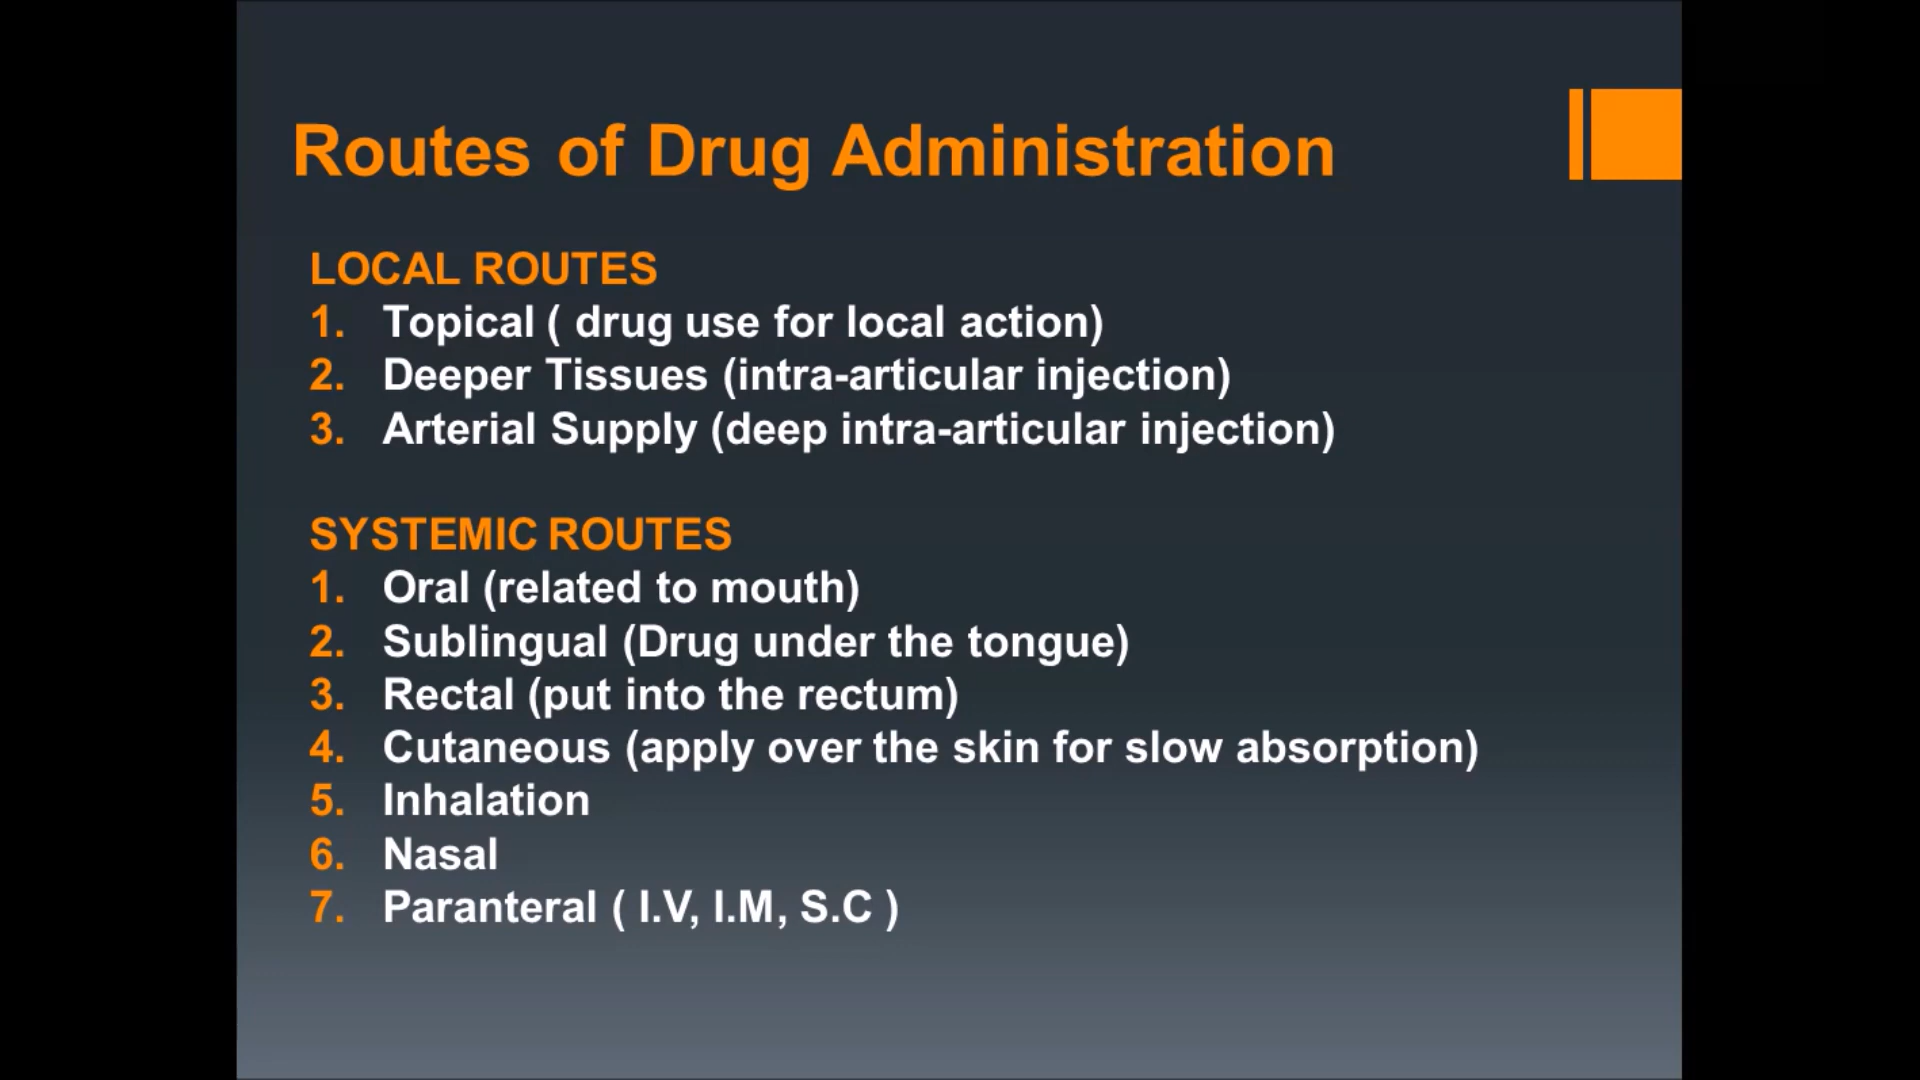 Routes of Drug Administration
LOCAL ROUTES
1. Topical ( drug use for local action)
2. Deeper Tissues (intra-articular injection)
3. Arterial Supply (deep intra-articular injection)
SYSTEMIC ROUTES
1. Oral (related to mouth)
2. Sublingual (Drug under the tongue)
3. Rectal (put into the rectum)
4. Cutaneous (apply over the skin for slow absorption)
5. Inhalation
6. Nasal
7. Paranteral ( I.V, I.M, S.C )